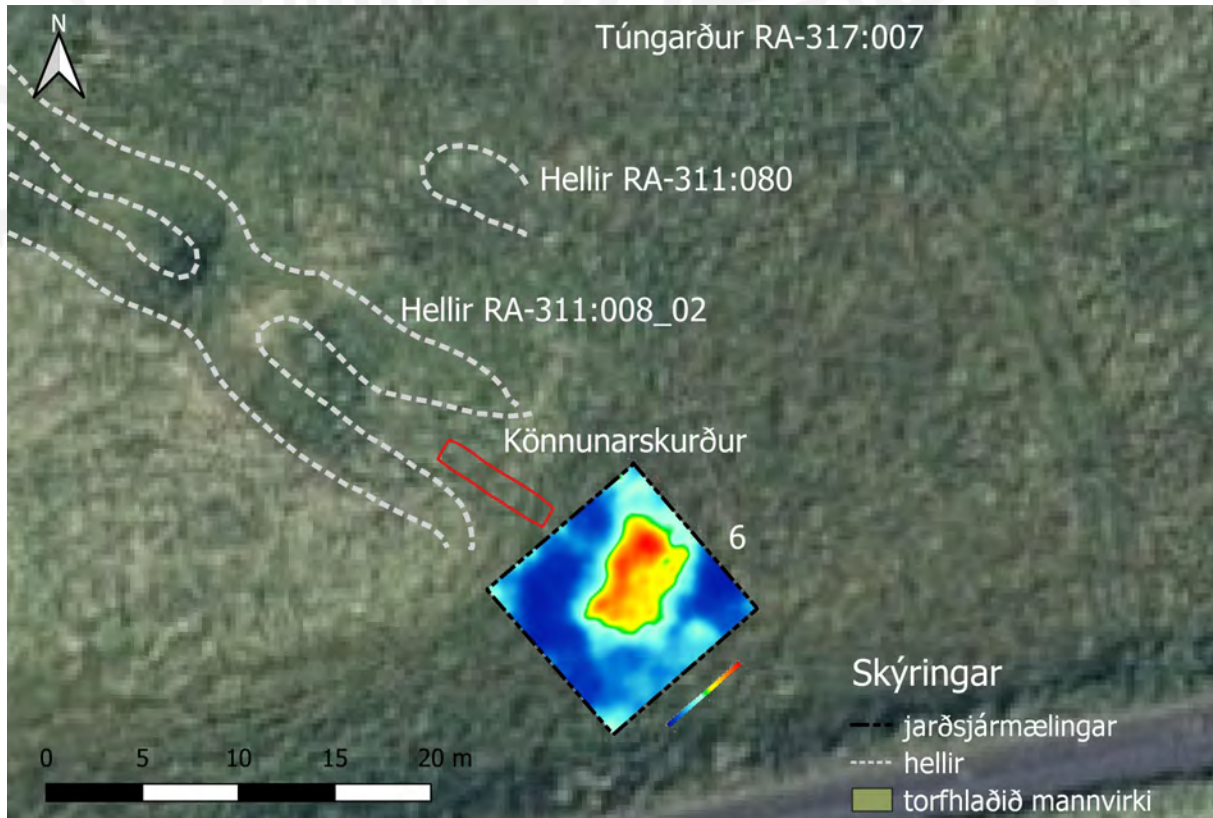 N
Túngarður RA-317:007
Hellir RA-311:080
Hellir RA-311:008_02
Könnunarskurður
6
Skýringar
jarðsjármælingar
hellir
torfhlaðið mannvirki
0 5 10 15 20 m